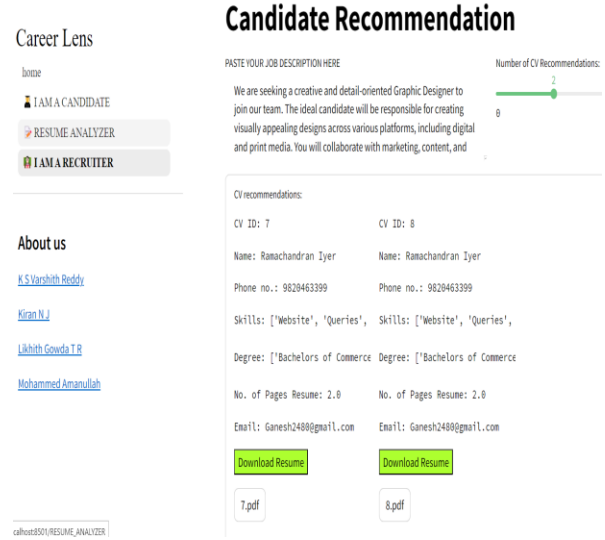 Career Lens
home
I AM A CANDIDATE
RESUME ANALYZER
I AM A RECRUITER
About us
K S Varshith Reddy
Kiran N J
Likhith Gowda T R
Mohammed Amanullah
calhost:8501/RESUME_ANALYZER
Candidate Recommendation
PASTE YOUR JOB DESCRIPTION HERE
We are seeking a creative and detail-oriented Graphic Designer to
join our team. The ideal candidate will be responsible for creating
visually appealing designs across various platforms, including digital
and print media. You will collaborate with marketing, content, and
Number of CV Recommendations:
2
0
CV recommendations:
CV ID: 7
Name: Ramachandran Iyer
Phone no.: 9820463399
Skills: ['Website', 'Queries',
Degree: ['Bachelors of Commerce
No. of Pages Resume: 2.0
Email: Ganesh2480@gmail.com
Download Resume
7.pdf
CV ID: 8
Name: Ramachandran Iyer
Phone no.: 9820463399
Skills: ['Website', 'Queries',
Degree: ['Bachelors of Commerce
No. of Pages Resume: 2.0
Email: Ganesh2480@gmail.com
Download Resume
8.pdf